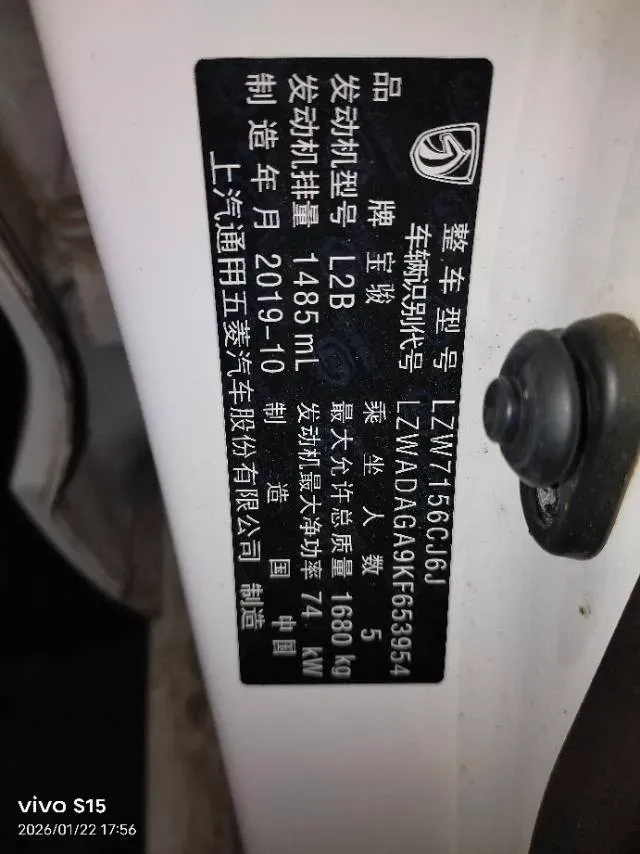 整车型号 LZW7156CJ6J
车辆识别代号 LZWADAGA9KF653954
品牌 宝骏 乘坐人数 5
发动机型号 L2B 最大允许总质量 1680 kg
发动机排量 1485 mL 发动机最大净功率 74 kW
制造年月 2019-10 制造国 中国
上汽通用五菱汽车股份有限公司 制造
vivo S15
2026/01/22 17:56